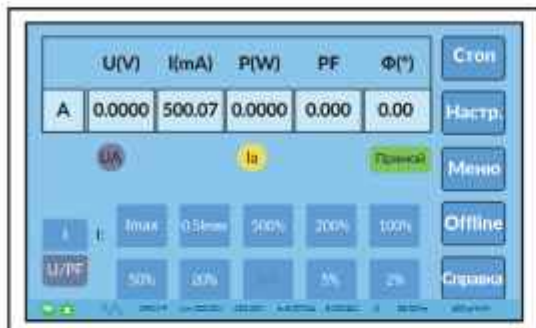 U(V) I(mA) P(W) PF Φ(°) Стоп
A 0.0000 500.07 0.0000 0.000 0.00 Настр.
UA Ia Прямой Меню
I I: Imax 0.5Imax 500% 200% 100% Offline
U/PF 50% 20% 5% 2% Справка